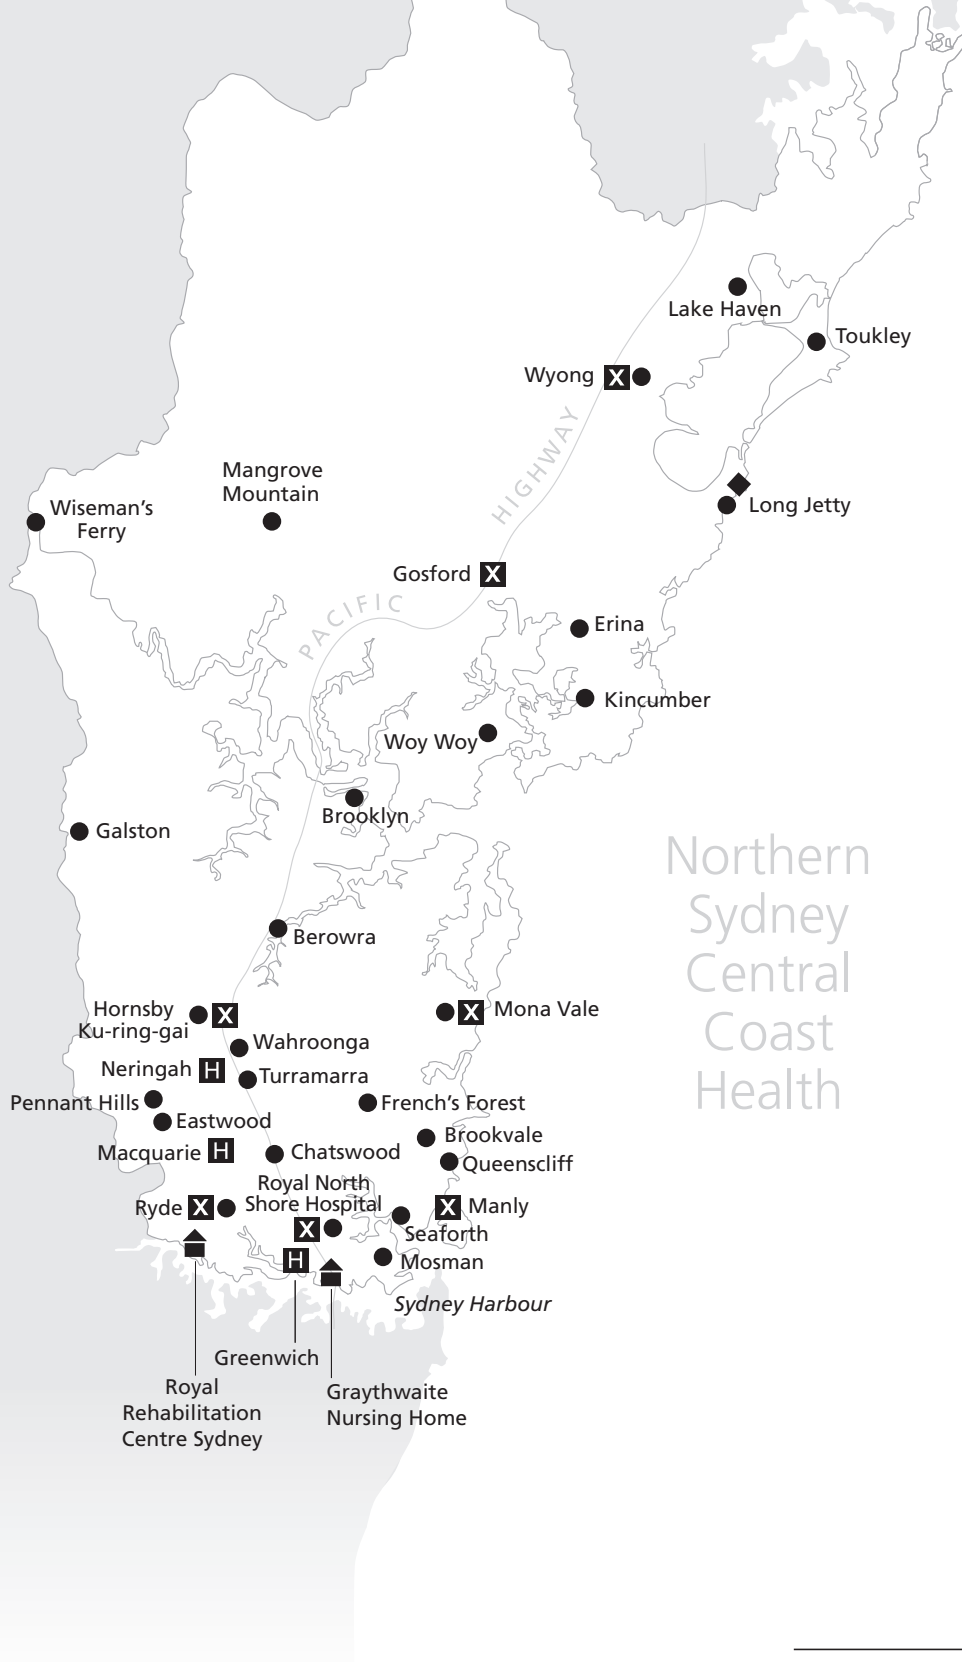 Lake Haven
Toukley
Wyong X
HIGHWAY
Mangrove
Mountain
Wiseman's
Ferry
Long Jetty
Gosford X
PACIFIC
Erina
Kincumber
Woy Woy
Brooklyn
Galston
Northern
Sydney
Central
Coast
Health
Berowra
Hornsby
Ku-ring-gai
X
X Mona Vale
Wahroonga
Neringah H
Turramarra
Pennant Hills
French's Forest
Eastwood
Brookvale
Macquarie H
Chatswood
Queenscliff
Royal North
Shore Hospital
X
Ryde X
X Manly
Seaforth
H
Mosman
Sydney Harbour
Greenwich
Royal
Rehabilitation
Centre Sydney
Graythwaite
Nursing Home